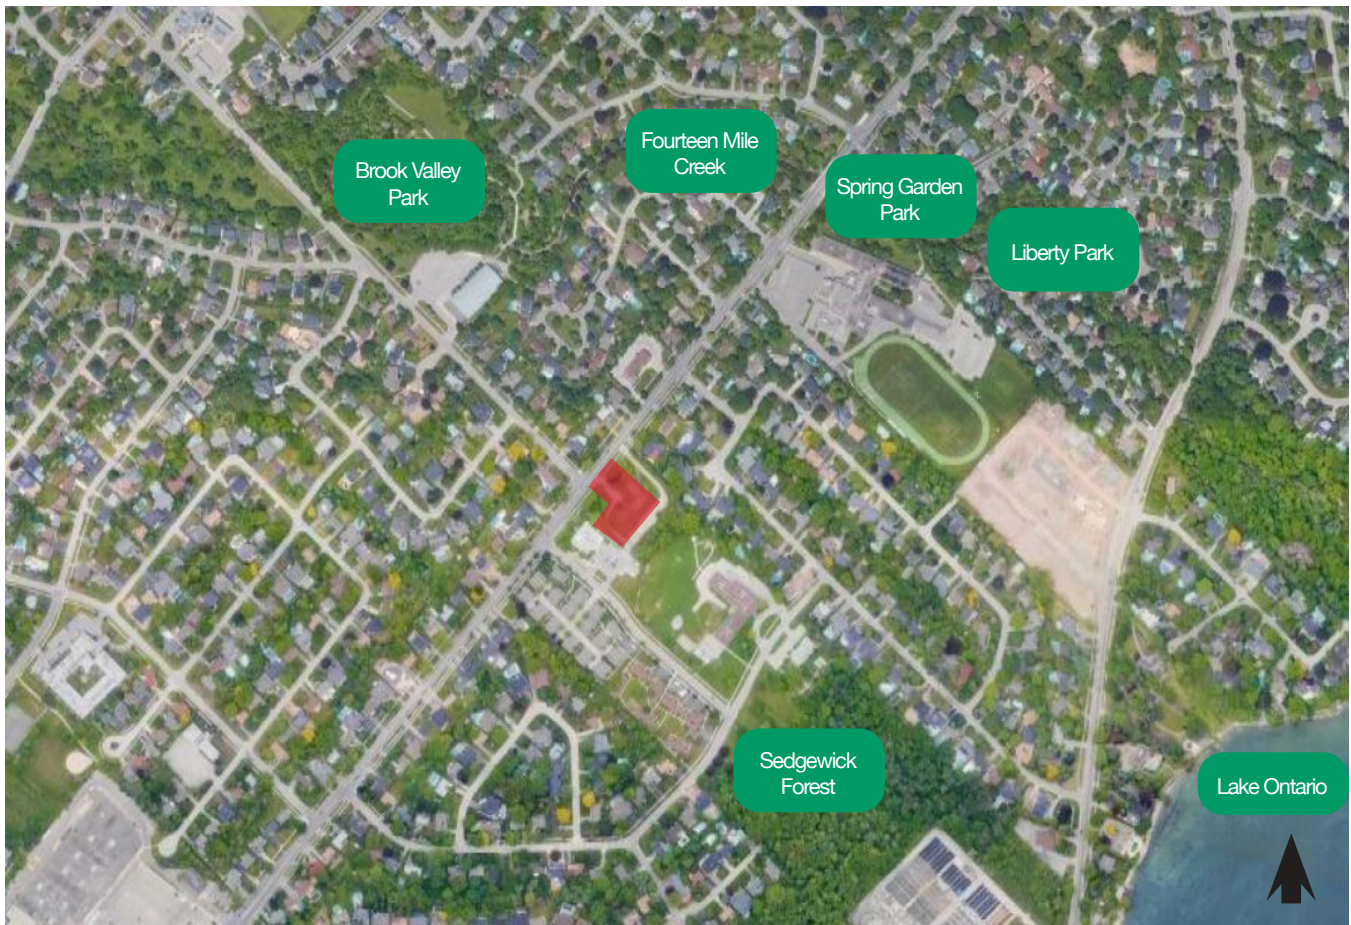 Fourteen Mile
Creek
Brook Valley
Park
Spring Garden
Park
Liberty Park
Sedgewick
Forest
Lake Ontario